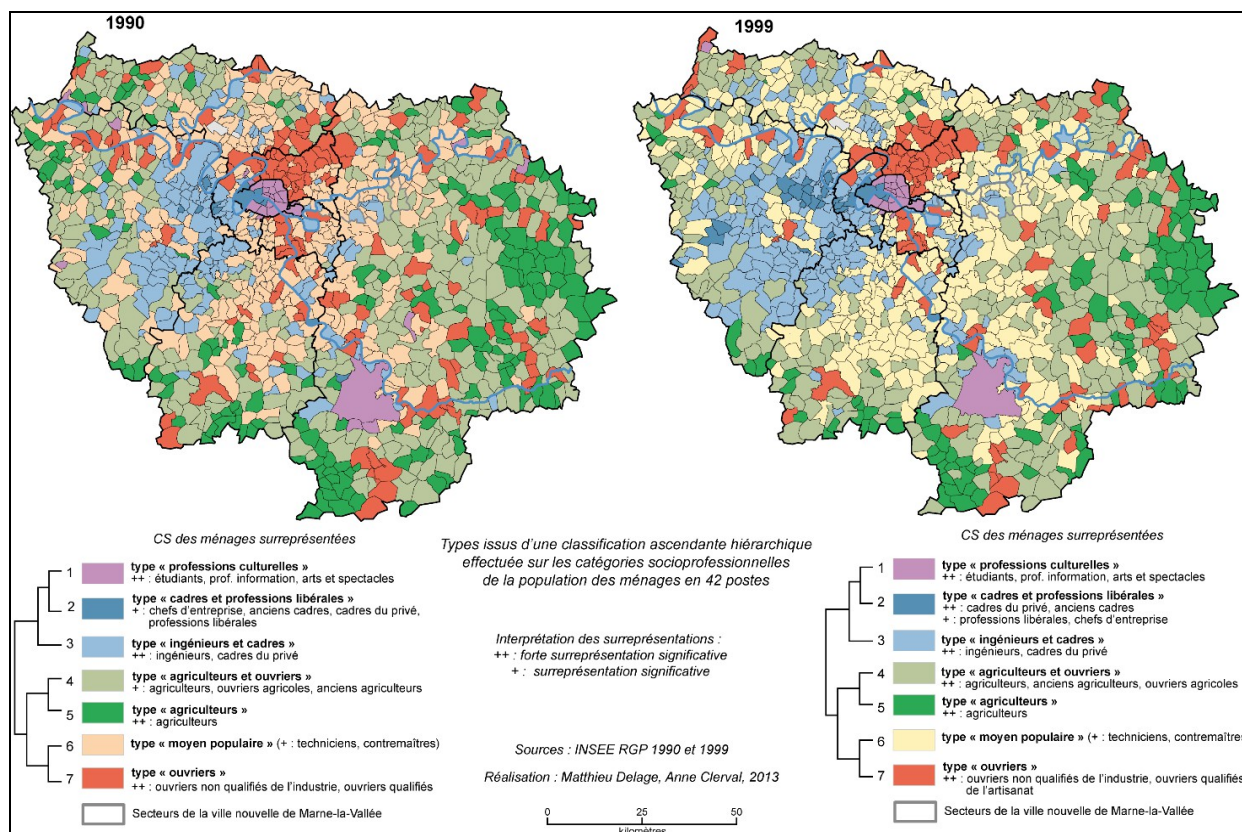 1990
1999
CS des ménages surreprésentées
1
type « professions culturelles »
++ : étudiants, prof. information, arts et spectacles
2
type « cadres et professions libérales »
+ : chefs d'entreprise, anciens cadres, cadres du privé,
professions libérales
3
type « ingénieurs et cadres »
++ : ingénieurs, cadres du privé
4
type « agriculteurs et ouvriers »
+ : agriculteurs, ouvriers agricoles, anciens agriculteurs
5
type « agriculteurs »
++ : agriculteurs
6
type « moyen populaire » (+ : techniciens, contremaîtres)
7
type « ouvriers »
++ : ouvriers non qualifiés de l'industrie, ouvriers qualifiés
Secteurs de la ville nouvelle de Marne-la-Vallée
Types issus d'une classification ascendante hiérarchique
effectuée sur les catégories socioprofessionnelles
de la population des ménages en 42 postes
Interprétation des surreprésentations :
++ : forte surreprésentation significative
+ : surreprésentation significative
Sources : INSEE RGP 1990 et 1999
Réalisation : Matthieu Delage, Anne Clerval, 2013
0 25 50
kilomètres
CS des ménages surreprésentées
1
type « professions culturelles »
++ : étudiants, prof. information, arts et spectacles
2
type « cadres et professions libérales »
++ : cadres du privé, anciens cadres
+ : professions libérales, chefs d'entreprise
3
type « ingénieurs et cadres »
++ : ingénieurs, cadres du privé
4
type « agriculteurs et ouvriers »
++ : agriculteurs, anciens agriculteurs, ouvriers agricoles
5
type « agriculteurs »
++ : agriculteurs
6
type « moyen populaire » (+ : techniciens, contremaîtres)
7
type « ouvriers »
++ : ouvriers non qualifiés de l'industrie, ouvriers qualifiés
de l'artisanat
Secteurs de la ville nouvelle de Marne-la-Vallée